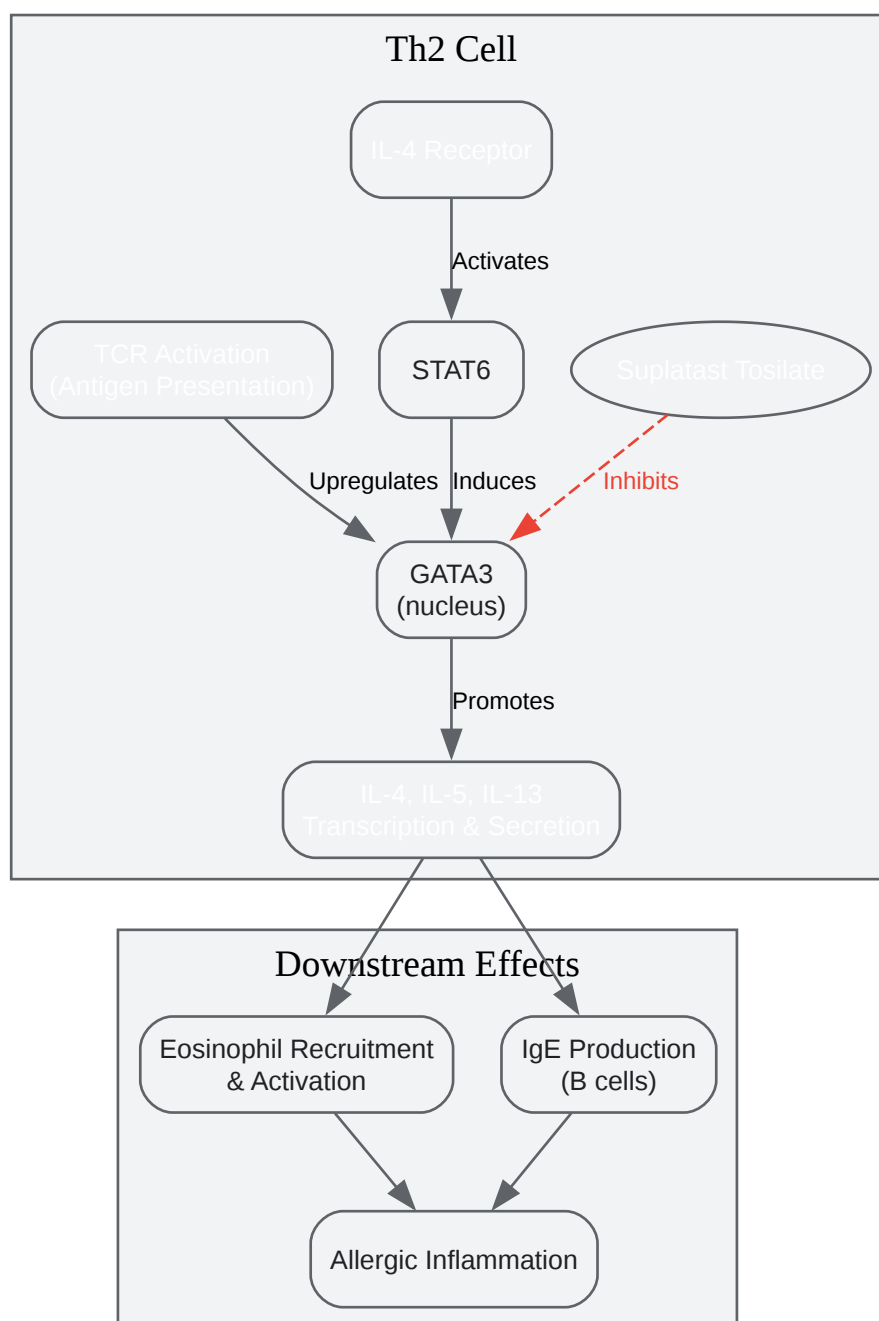 Th2 Cell
IL-4 Receptor
Activates
TCR Activation
(Antigen Presentation)
STAT6
Suplatast Tosilate
Upregulates
Induces
Inhibits
GATA3
(nucleus)
Promotes
IL-4, IL-5, IL-13
Transcription & Secretion
Downstream Effects
Eosinophil Recruitment
& Activation
IgE Production
(B cells)
Allergic Inflammation